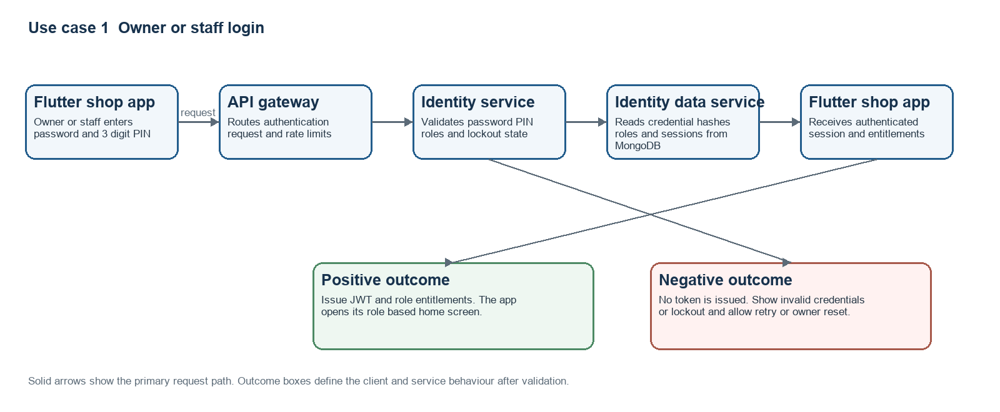 Use case 1  Owner or staff login
Flutter shop app
Owner or staff enters
password and 3 digit PIN
request
API gateway
Routes authentication
request and rate limits
Identity service
Validates password PIN
roles and lockout state
Identity data service
Reads credential hashes
roles and sessions from
MongoDB
Flutter shop app
Receives authenticated
session and entitlements
Positive outcome
Issue JWT and role entitlements. The app
opens its role based home screen.
Negative outcome
No token is issued. Show invalid credentials
or lockout and allow retry or owner reset.
Solid arrows show the primary request path. Outcome boxes define the client and service behaviour after validation.